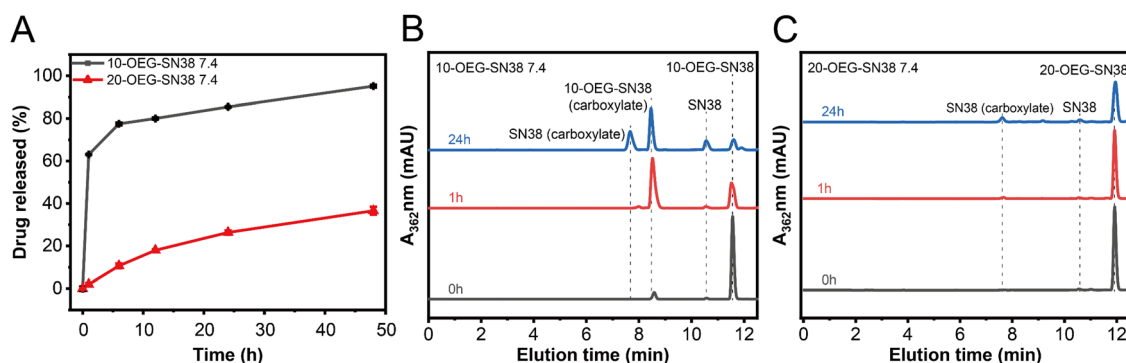 A
Drug released (%)
100
80
60
40
20
0
10-OEG-SN38 7.4
20-OEG-SN38 7.4
0
10
20
30
40
50
Time (h)
B
A362nm (mAU)
10-OEG-SN38 7.4
10-OEG-SN38
10-OEG-SN38
(carboxylate)
SN38
SN38 (carboxylate)
24h
1h
0h
0
2
4
6
8
10
12
Elution time (min)
C
A362nm (mAU)
20-OEG-SN38 7.4
20-OEG-SN38
SN38 (carboxylate)
SN38
24h
1h
0h
0
2
4
6
8
10
12
Elution time (min)